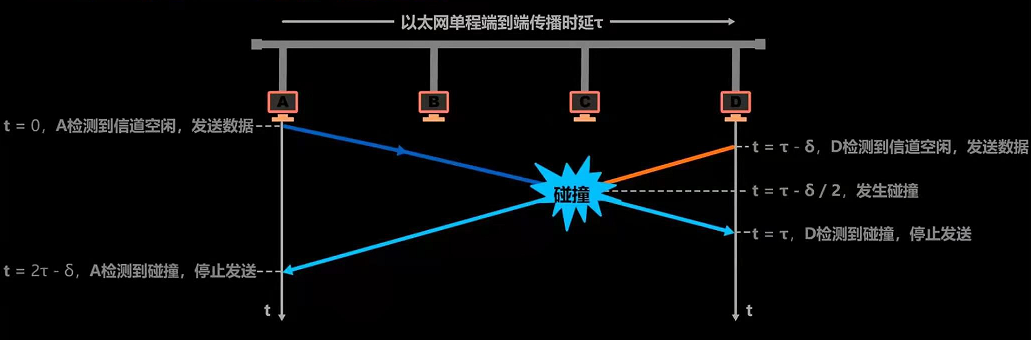 以太网单程端到端传播时延τ
A
B
C
D
t = 0，A检测到信道空闲，发送数据
t = τ - δ，D检测到信道空闲，发送数据
碰撞
t = τ - δ / 2，发生碰撞
t = τ，D检测到碰撞，停止发送
t = 2τ - δ，A检测到碰撞，停止发送
t
t